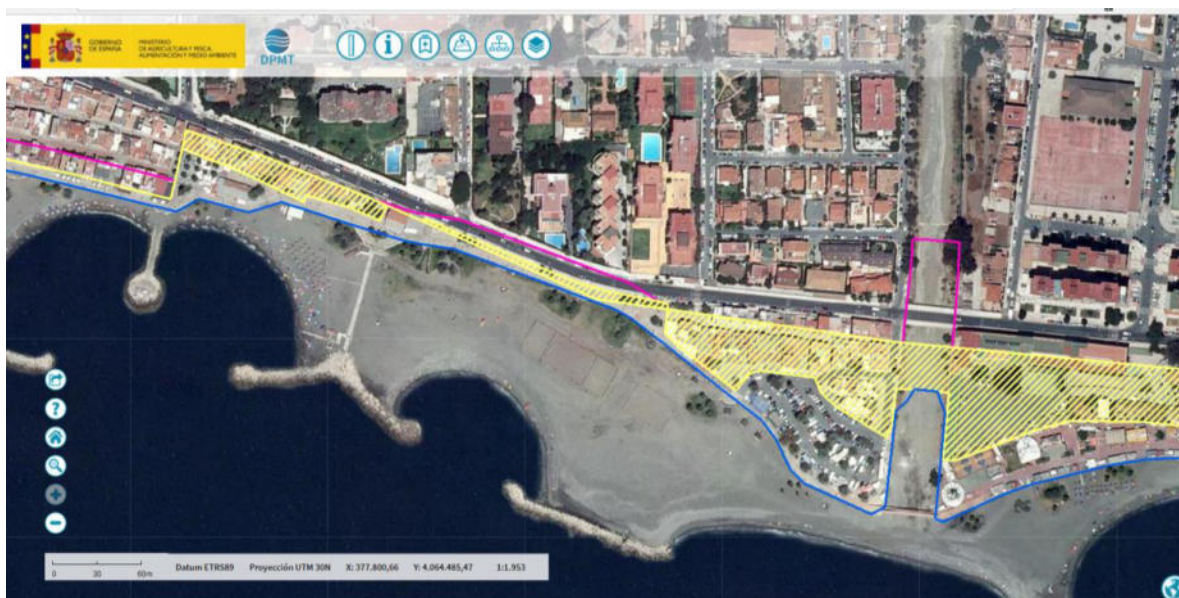 GOBIERNO
DE ESPAÑA
MINISTERIO
DE AGRICULTURA Y PESCA,
ALIMENTACIÓN Y MEDIO AMBIENTE
DPMT
i
?
0 30 60m
Datum ETRS89 Proyección UTM 30N X: 377.800,66 Y: 4.064.485,47 1:1.953